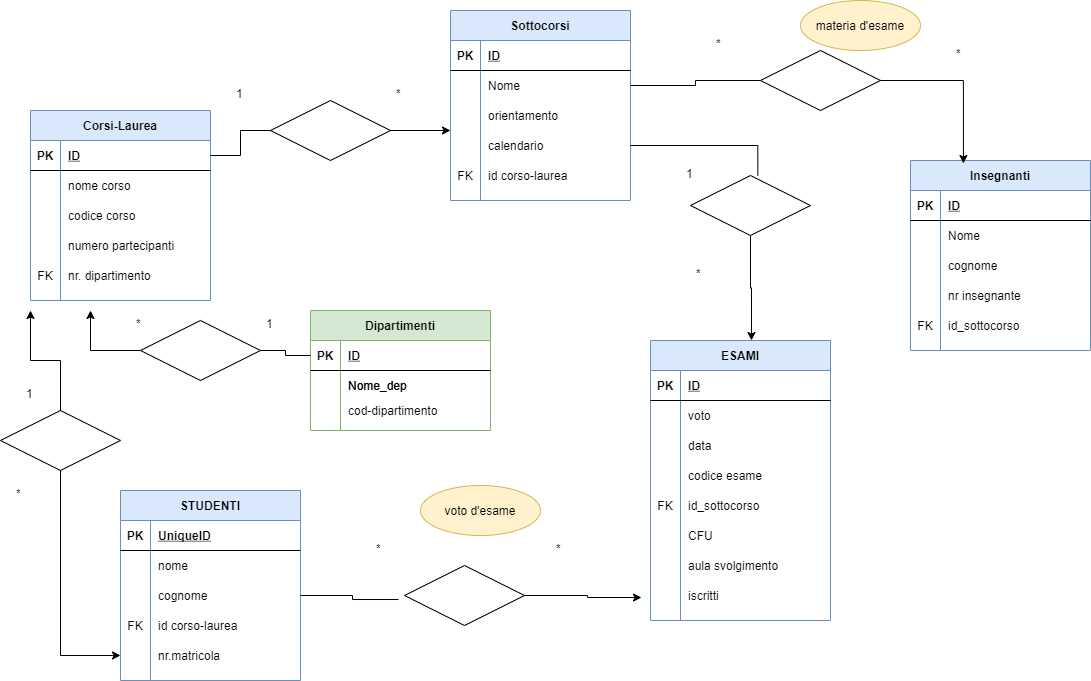 Sottocorsi
PK ID
Nome
orientamento
calendario
FK id corso-laurea
materia d'esame
*
*
1
*
Corsi-Laurea
PK ID
nome corso
codice corso
numero partecipanti
FK nr. dipartimento
1
*
Insegnanti
PK ID
Nome
cognome
nr insegnante
FK id_sottocorso
*
1
Dipartimenti
PK ID
Nome_dep
cod-dipartimento
ESAMI
PK ID
voto
data
codice esame
FK id_sottocorso
CFU
aula svolgimento
iscritti
1
*
STUDENTI
PK UniqueID
nome
cognome
FK id corso-laurea
nr.matricola
voto d'esame
*
*